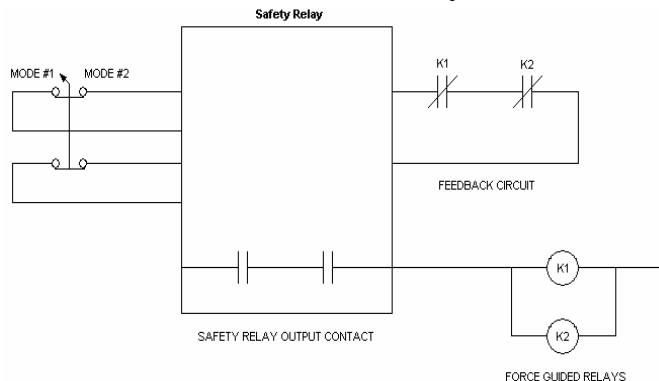 Safety Relay
MODE #1
MODE #2
K1
K2
FEEDBACK CIRCUIT
K1
SAFETY RELAY OUTPUT CONTACT
K2
FORCE GUIDED RELAYS